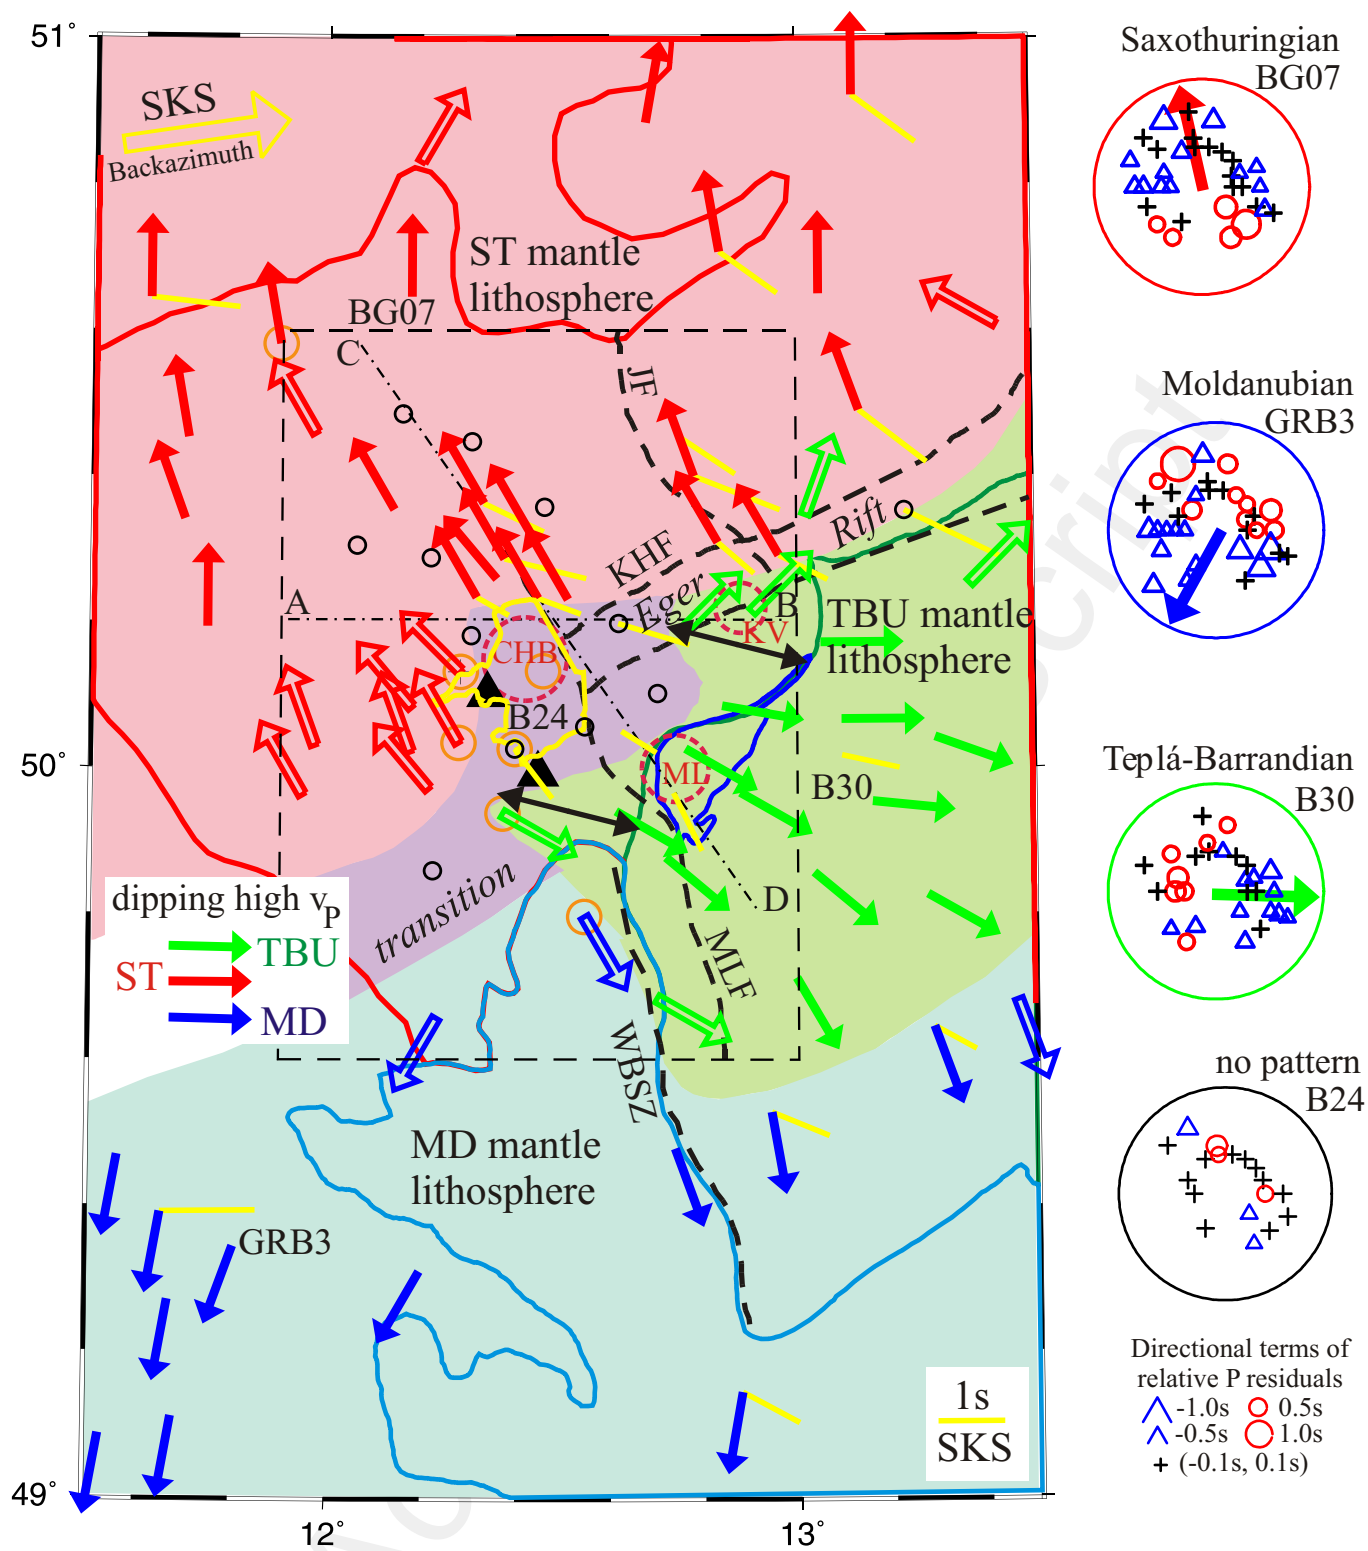 51°
SKS
Backazimuth
ST mantle
lithosphere
BG07
C
JF
KHF
Eger
Rift
A
B
KV
CHB
TBU mantle
lithosphere
B24
50°
ML
B30
D
transition
MLF
WBSZ
dipping high vP
TBU
ST
MD
MD mantle
lithosphere
GRB3
1s
SKS
49°
12°
13°
Saxothuringian
BG07
Moldanubian
GRB3
Teplá-Barrandian
B30
no pattern
B24
Directional terms of
relative P residuals
-1.0s 0.5s
-0.5s 1.0s
(-0.1s, 0.1s)
script